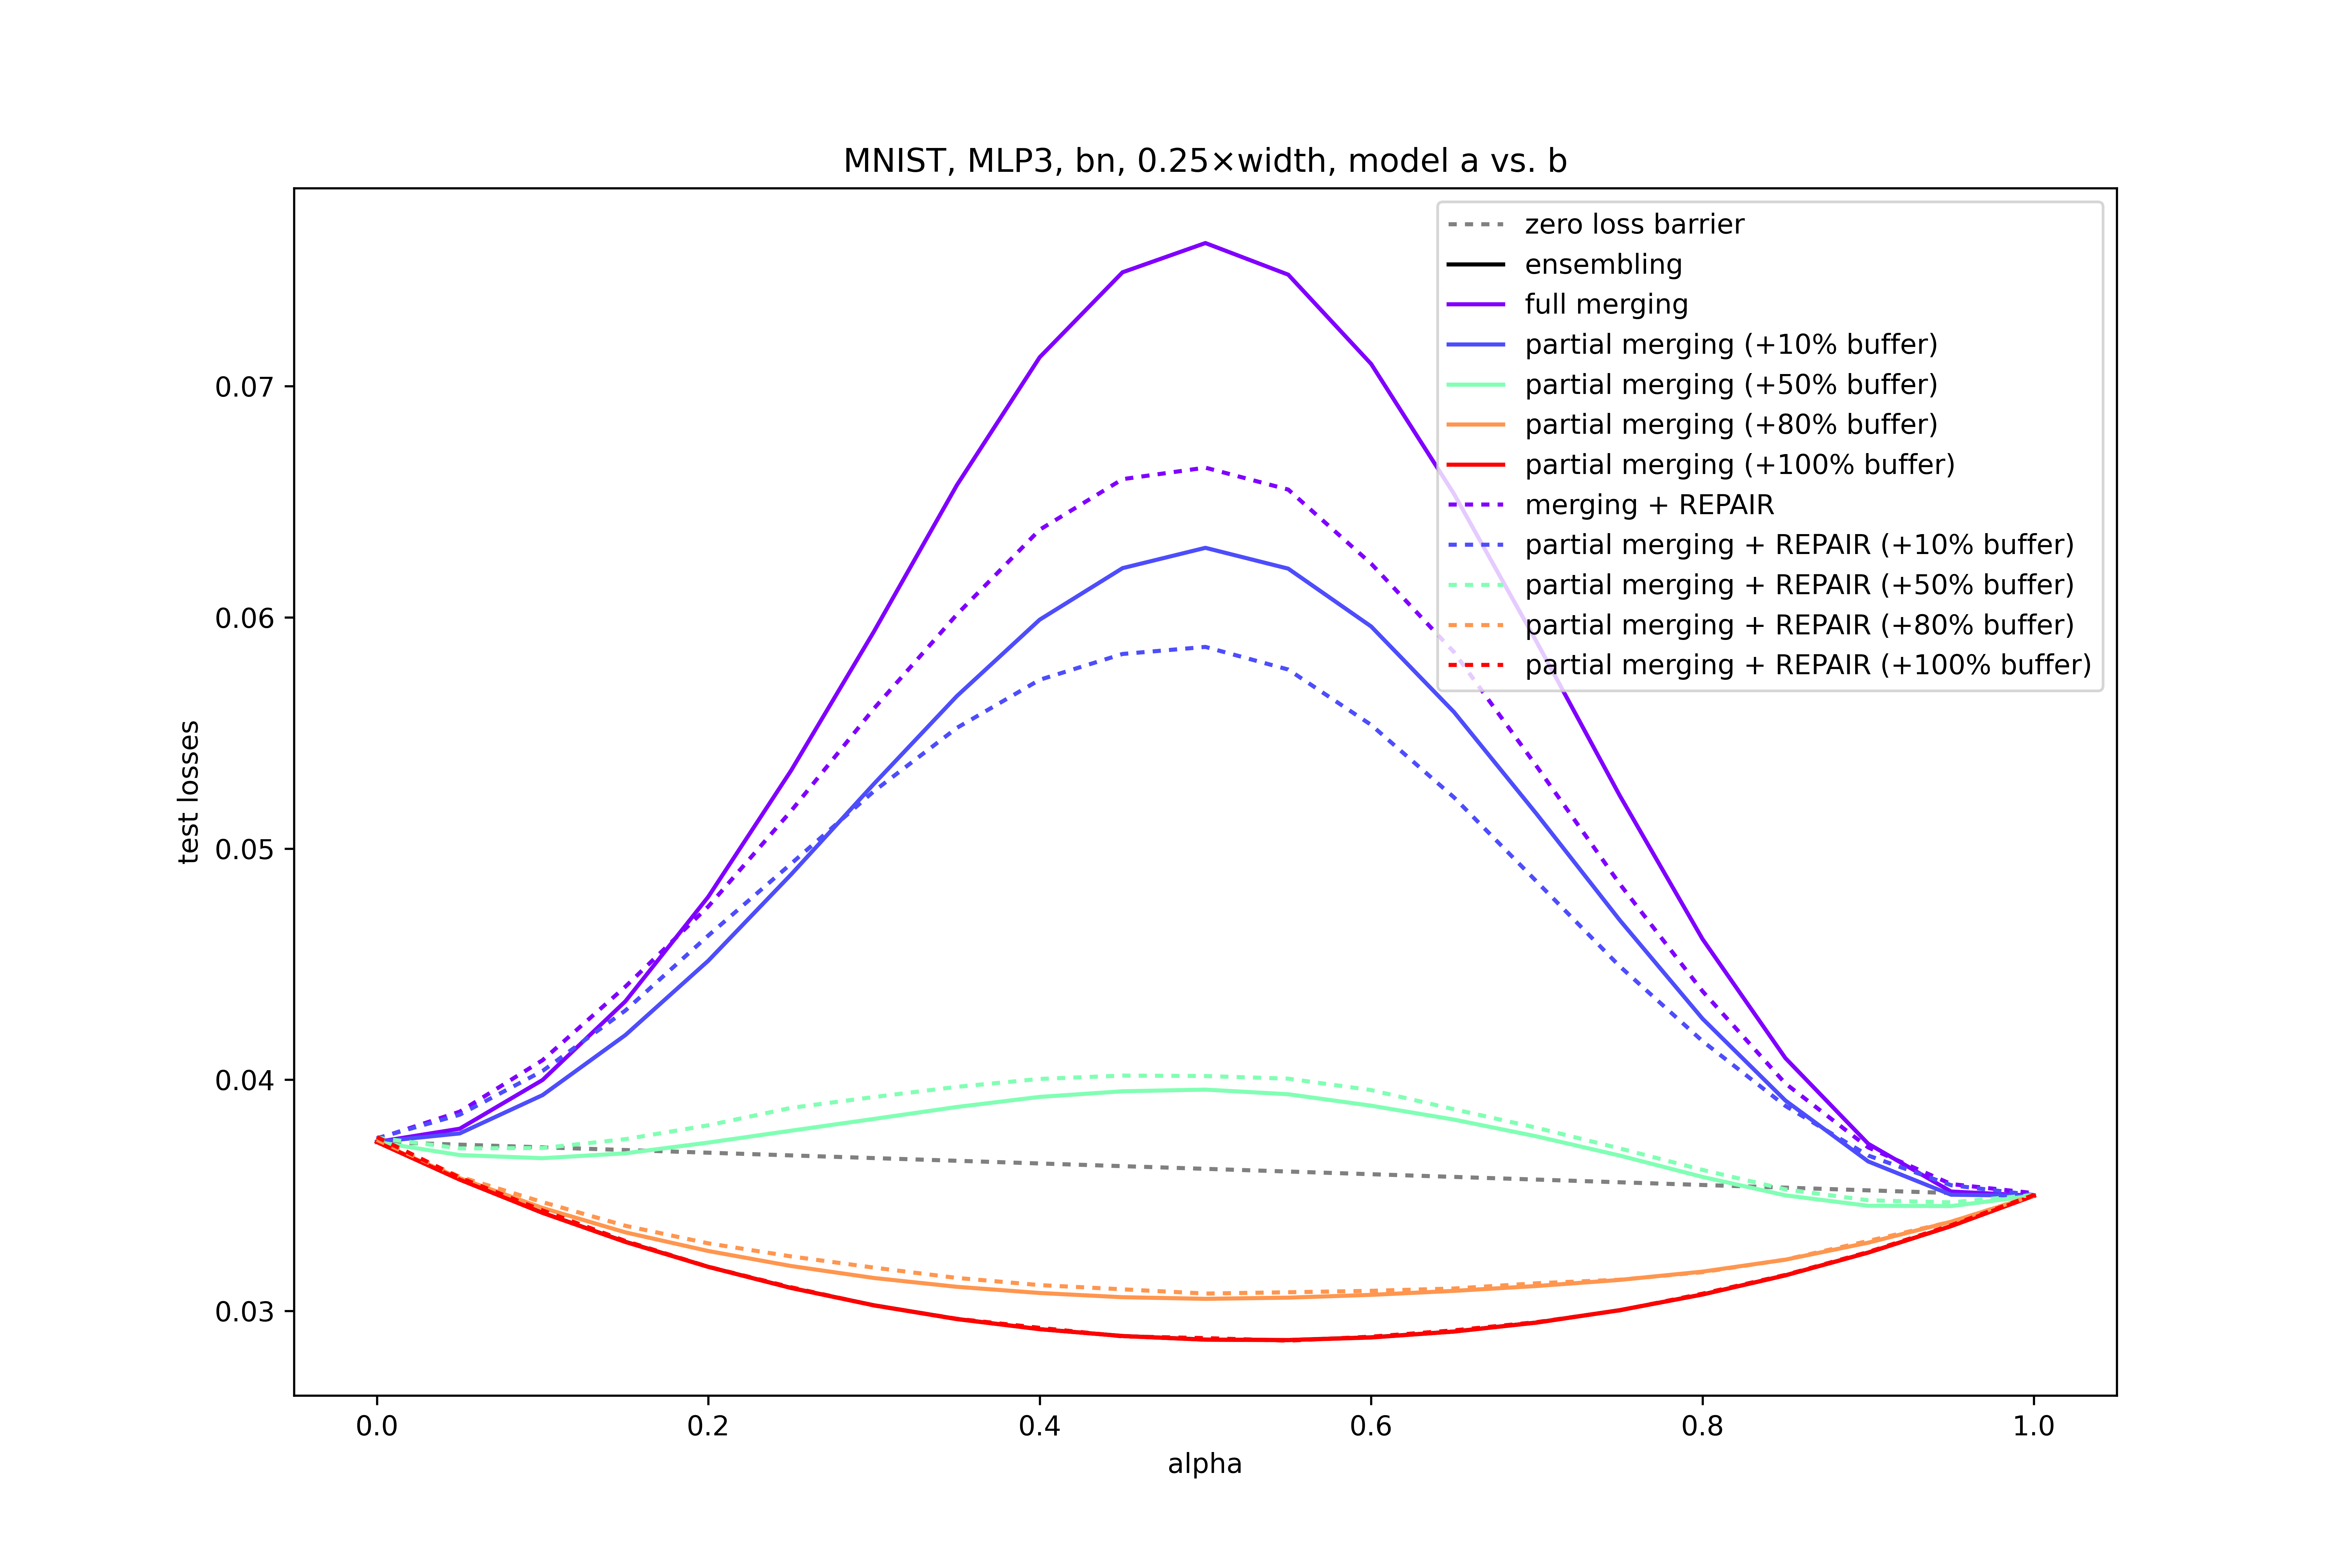 MNIST, MLP3, bn, 0.25×width, model a vs. b
zero loss barrier
ensembling
full merging
partial merging (+10% buffer)
partial merging (+50% buffer)
partial merging (+80% buffer)
partial merging (+100% buffer)
merging + REPAIR
partial merging + REPAIR (+10% buffer)
partial merging + REPAIR (+50% buffer)
partial merging + REPAIR (+80% buffer)
partial merging + REPAIR (+100% buffer)
test losses
0.07
0.06
0.05
0.04
0.03
0.0 0.2 0.4 0.6 0.8 1.0
alpha